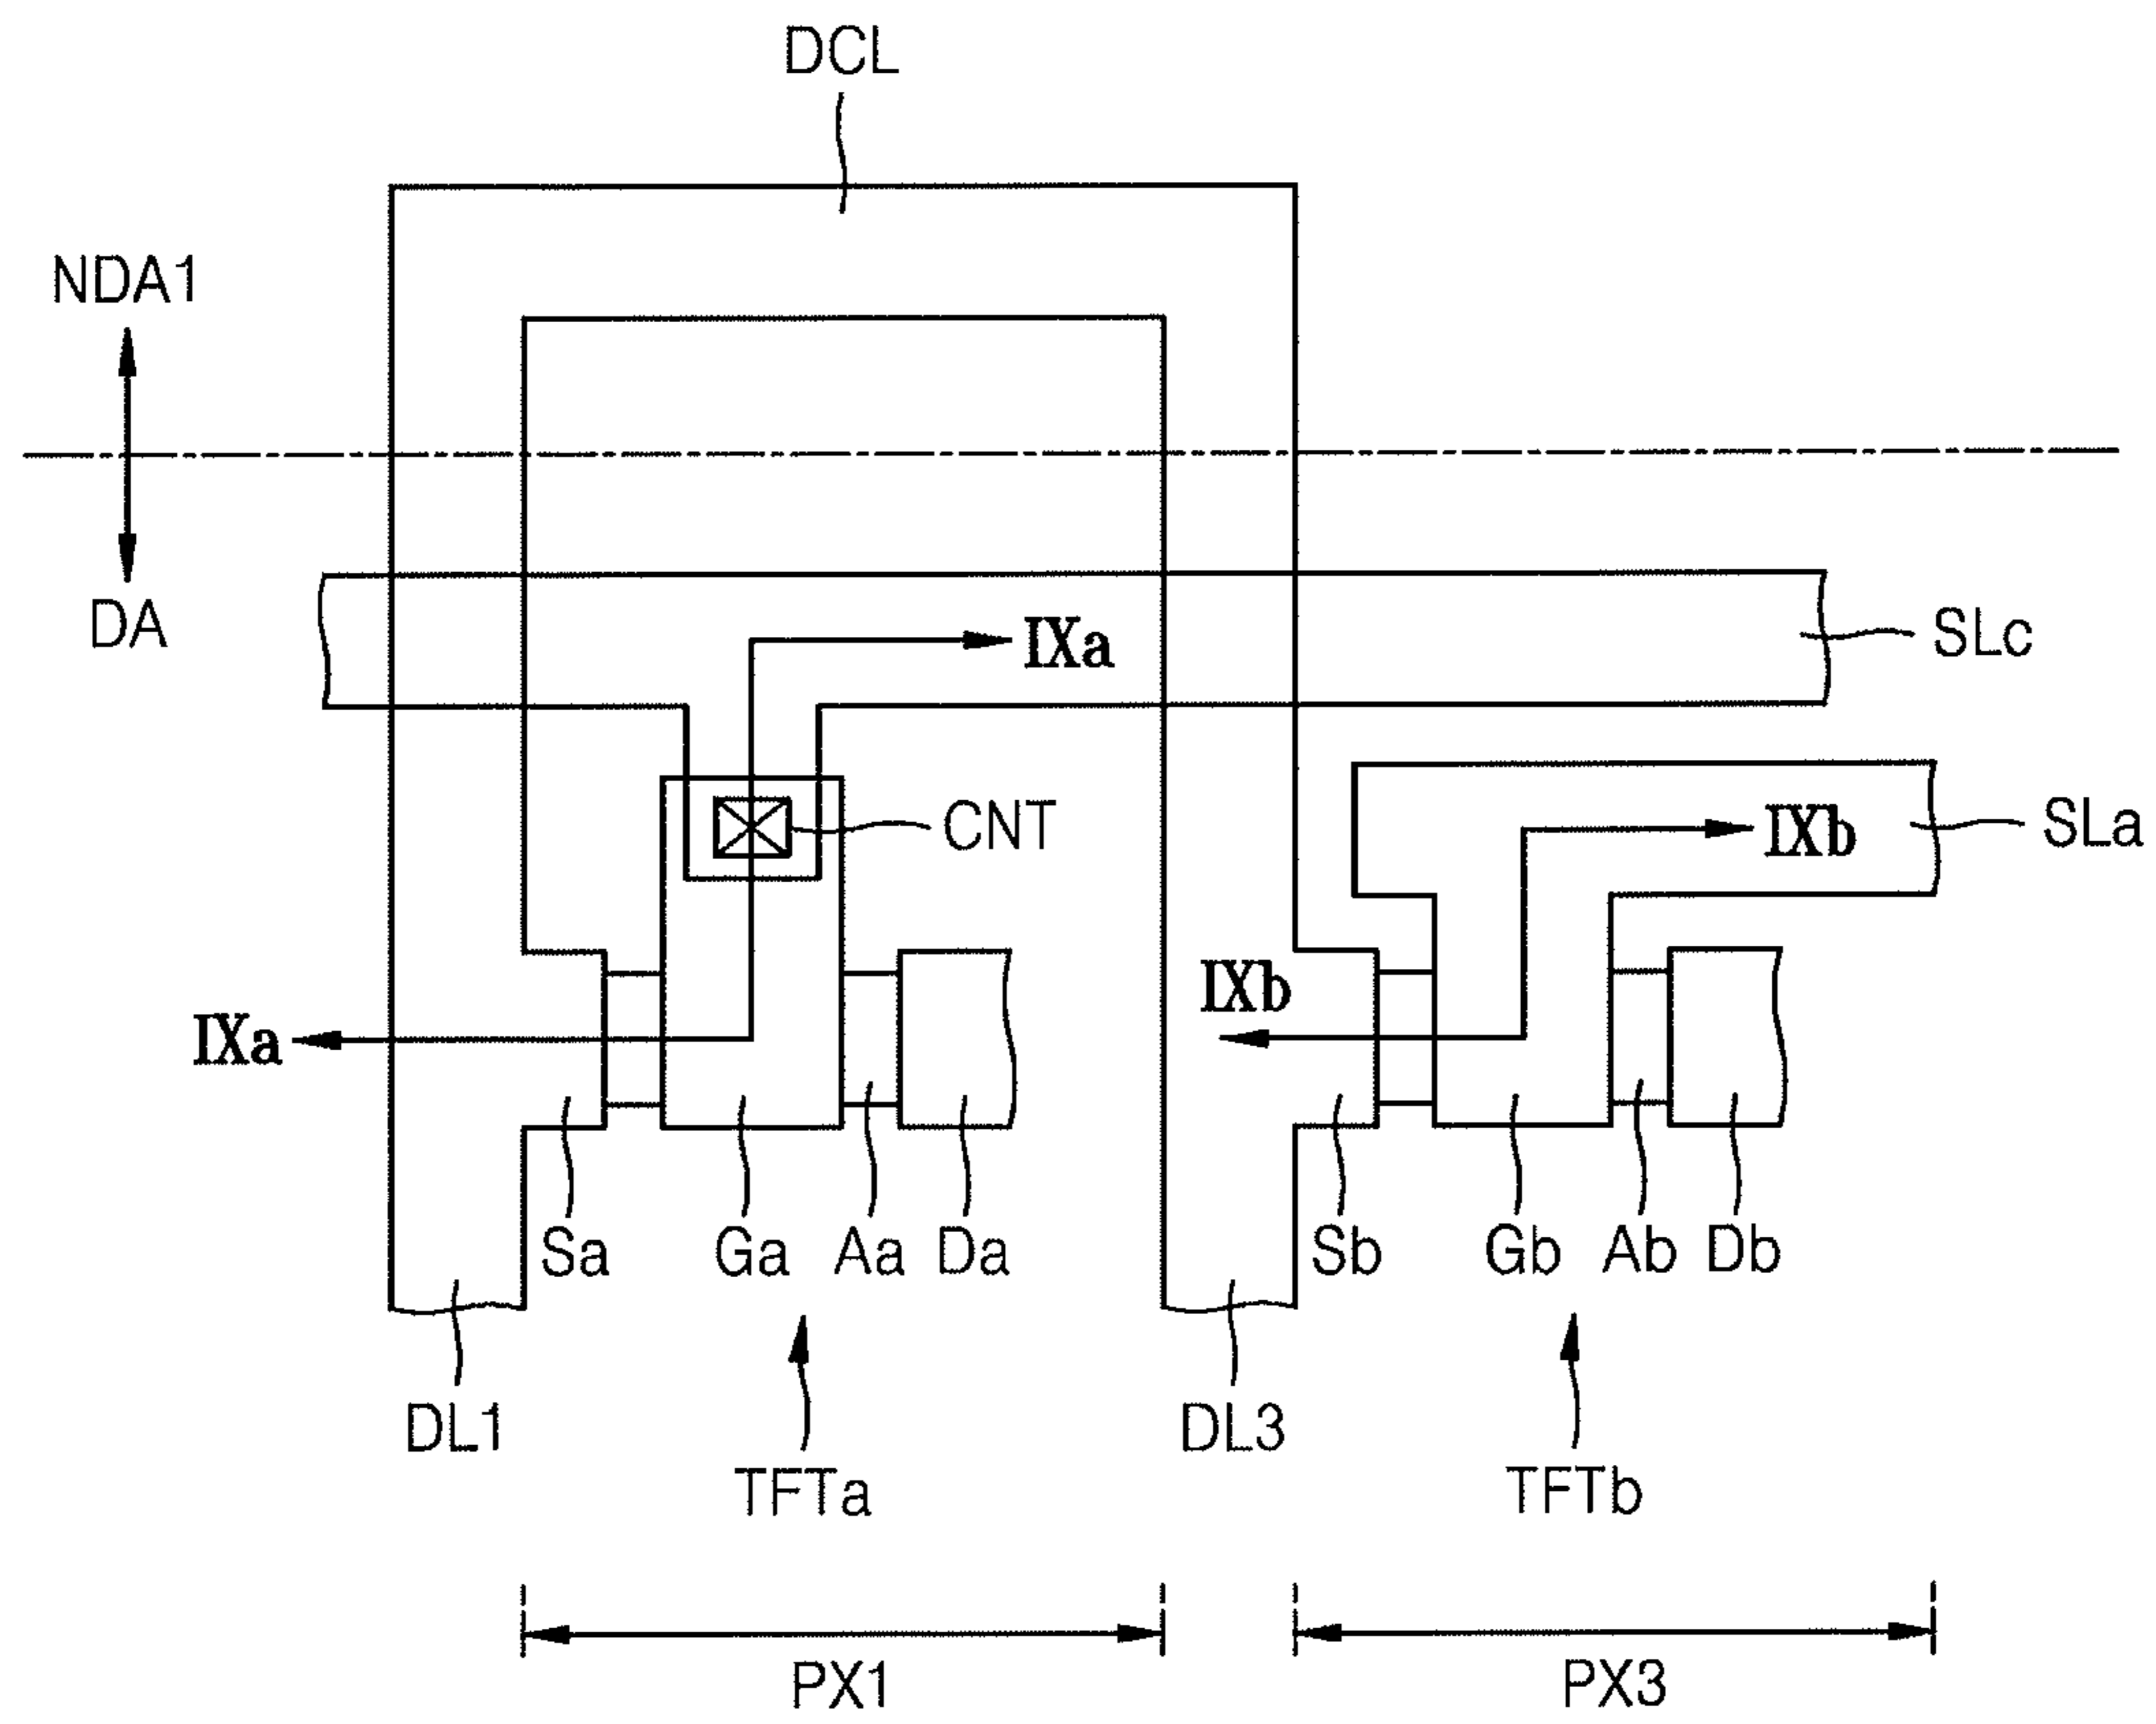 DCL
NDA1
DA
IXa
SLc
CNT
IXb
SLa
IXa
IXb
Sa
Ga
Aa
Da
Sb
Gb
Ab
Db
DL1
DL3
TFTa
TFTb
PX1
PX3